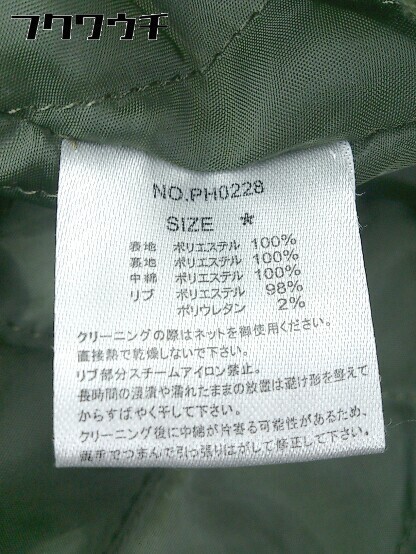 フクワウチ
NO.PH0228
SIZE *
表地 ポリエステル 100%
裏地 ポリエステル 100%
中綿 ポリエステル 100%
リブ ポリエステル 98%
ポリウレタン 2%
クリーニングの際はネットを御使用ください。
直接熱で乾燥しないで下さい。
リブ部分スチームアイロン禁止。
長時間の浸漬や濡れたままの放置は避け形を整えて
からすばやく干して下さい。
クリーニング後に中綿が片寄る可能性があるため、
両手でつまんで引っ張りはがして修正して下さい。